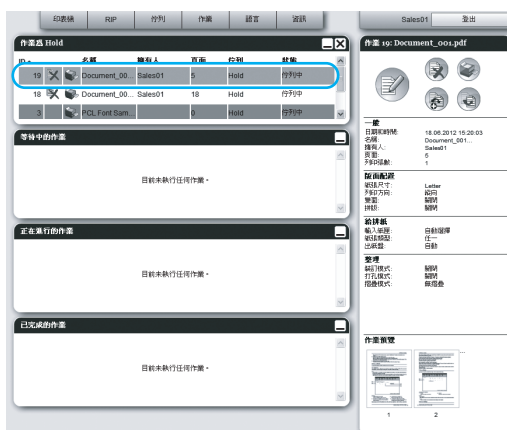 印表機 RIP 佇列 作業 語言 資訊 Sales01 登出
作業為 Hold
ID 名稱 擁有人 頁面 佇列 狀態
19 Document_00... Sales01 5 Hold 佇列中
18 Document_00... Sales01 18 Hold 佇列中
3 PCL Font Sam... 0 Hold 佇列中
等待中的作業
目前未執行任何作業。
正在進行的作業
目前未執行任何作業。
已完成的作業
目前未執行任何作業。
作業 19: Document_001.pdf
一般
日期和時間: 18.06.2012 15:20:03
名稱: Document_001...
擁有人: Sales01
頁面: 5
列印張數: 1
版面配置
紙張尺寸: Letter
列印方向: 縱向
雙面: 關閉
拼版: 關閉
給排紙
輸入紙匣: 自動選擇
紙張類型: 任一
出紙盤: 自動
整理
裝訂模式: 關閉
打孔模式: 關閉
摺疊模式: 無摺疊
作業預覽
...
1 2